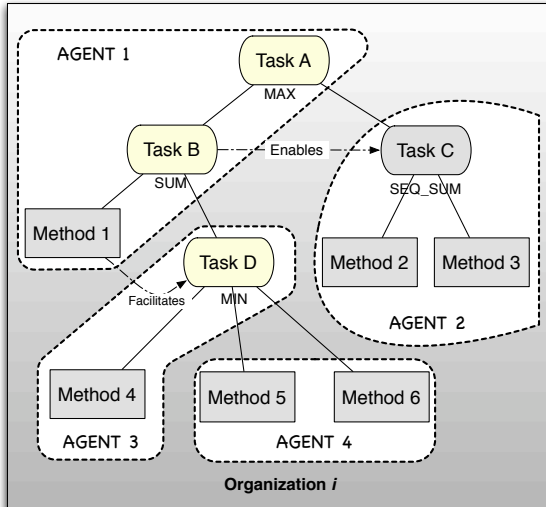 AGENT 1
Task A
MAX
Task B
Enables
Task C
SUM
SEQ_SUM
Method 1
Method 2
Method 3
Task D
Facilitates
MIN
AGENT 2
Method 4
Method 5
Method 6
AGENT 3
AGENT 4
Organization i